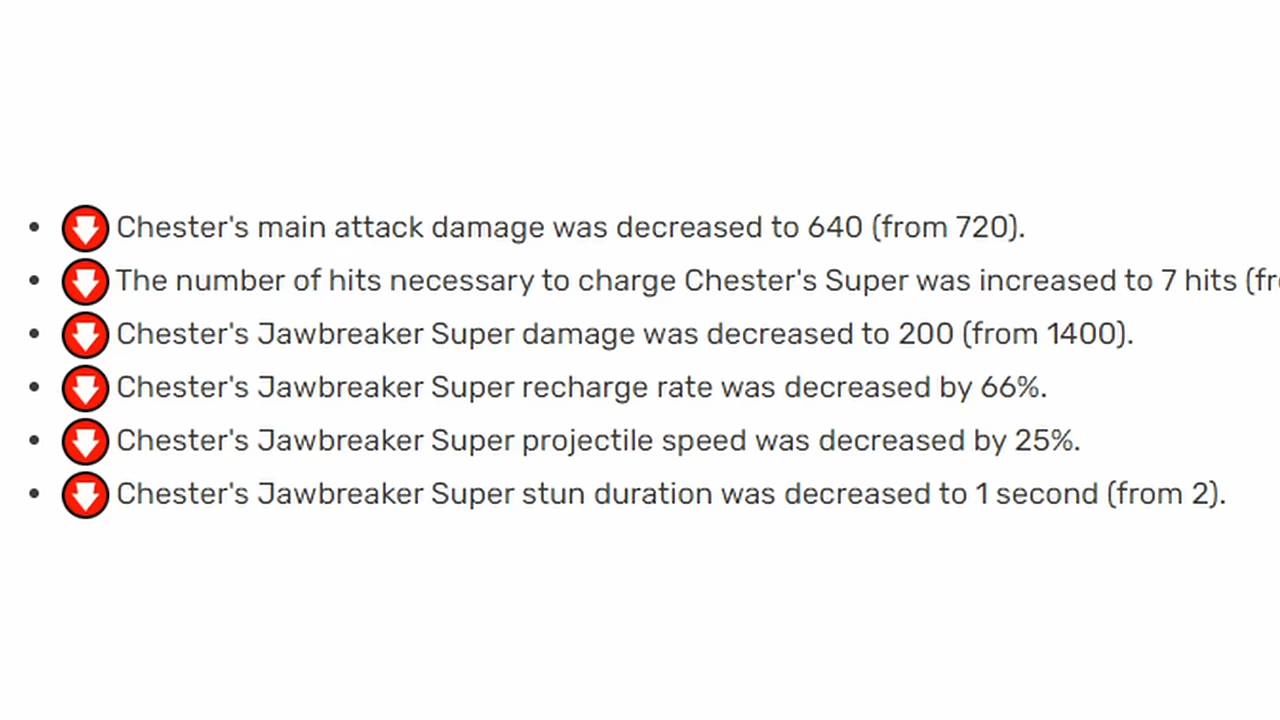 • Chester's main attack damage was decreased to 640 (from 720).
• The number of hits necessary to charge Chester's Super was increased to 7 hits
• Chester's Jawbreaker Super damage was decreased to 200 (from 1400).
• Chester's Jawbreaker Super recharge rate was decreased by 66%.
• Chester's Jawbreaker Super projectile speed was decreased by 25%.
• Chester's Jawbreaker Super stun duration was decreased to 1 second (from 2).